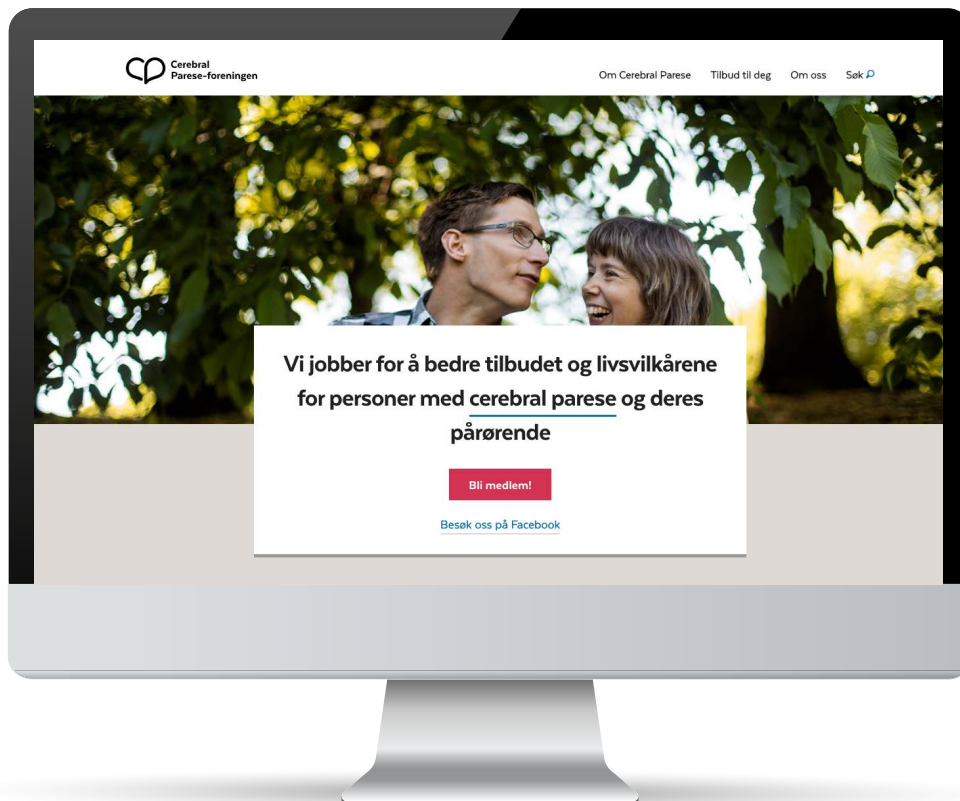 Cerebral
Parese-foreningen
Om Cerebral Parese Tilbud til deg Om oss Søk
Vi jobber for å bedre tilbudet og livsvilkårene
for personer med cerebral parese og deres
pårørende
Bli medlem!
Besøk oss på Facebook